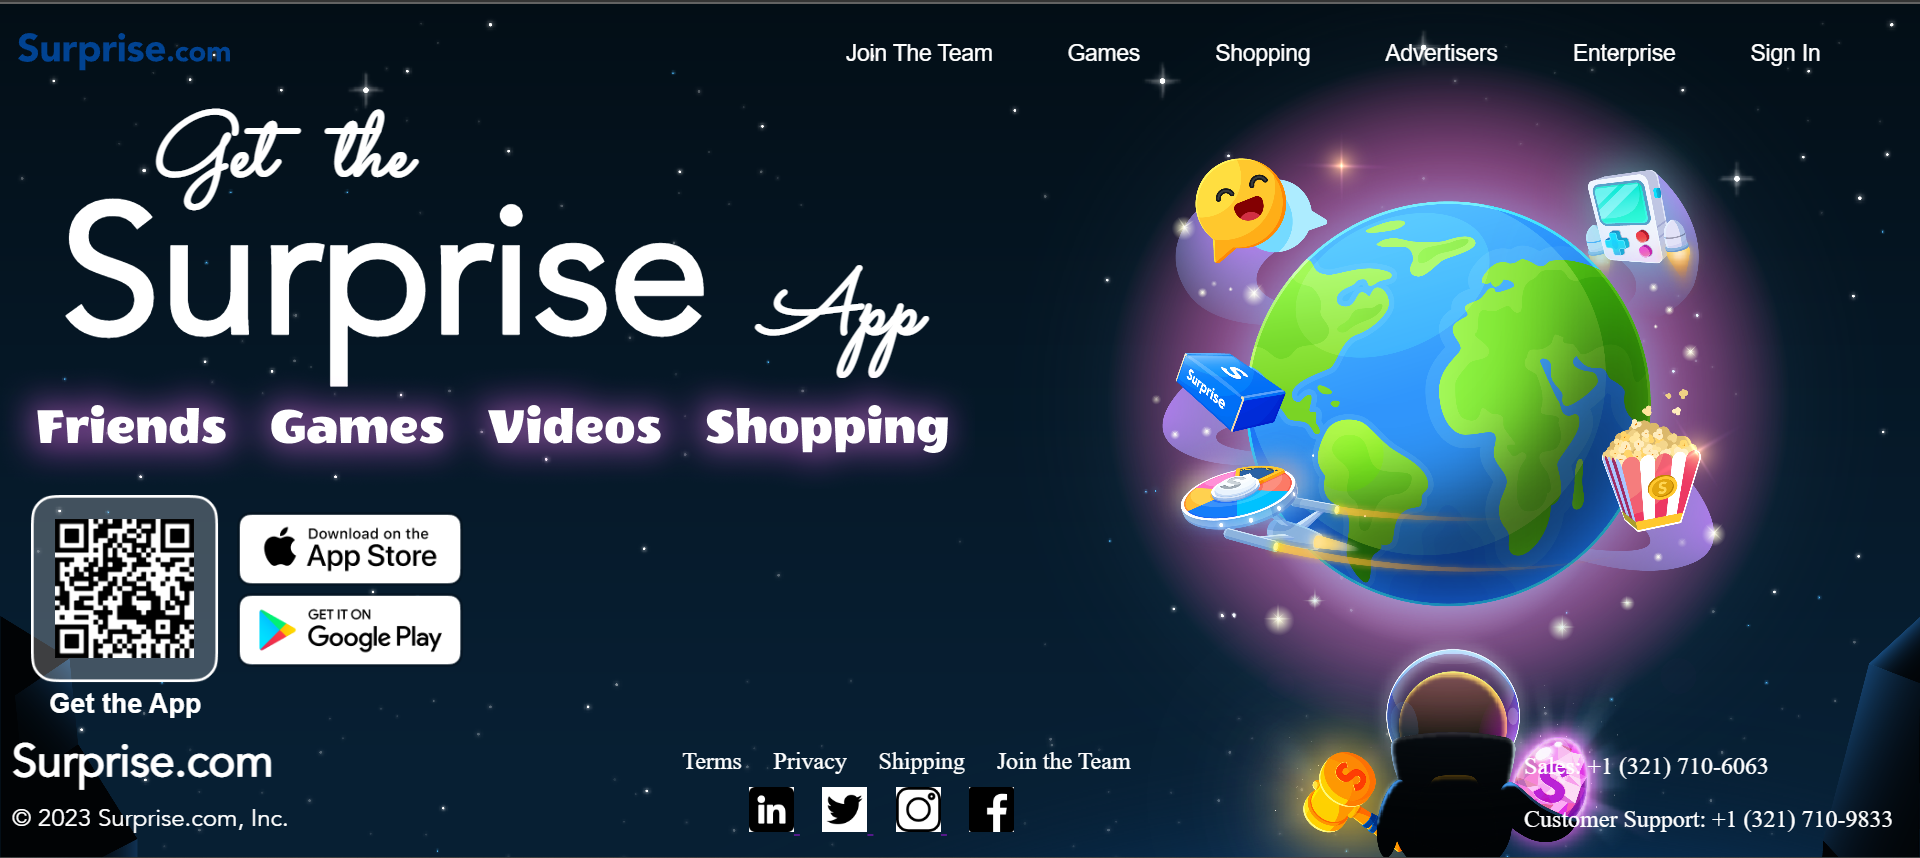 Surprise.com
Join The Team Games Shopping Advertisers Enterprise Sign In
Get the
Surprise App
Friends Games Videos Shopping
Surprise
S
S
S
Download on the
App Store
GET IT ON
Google Play
Get the App
Surprise.com
© 2023 Surprise.com, Inc.
Terms Privacy Shipping Join the Team
in
S
S
Sales: +1 (321) 710-6063
Customer Support: +1 (321) 710-9833